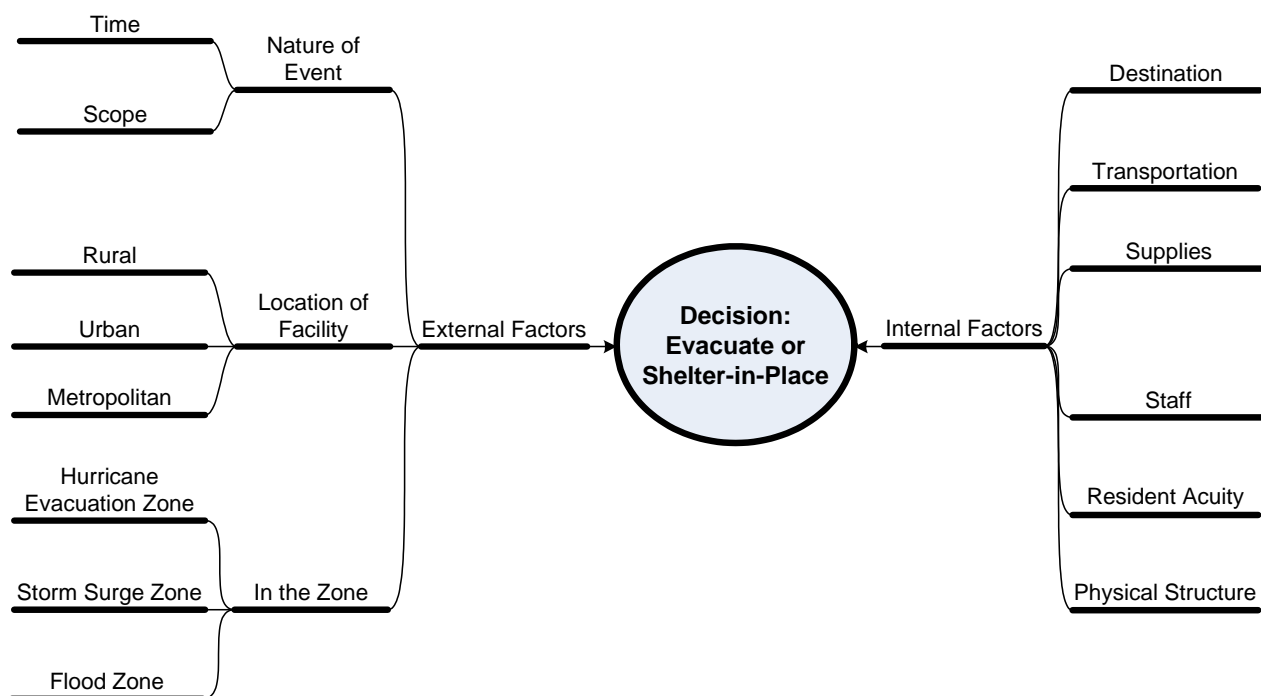 Time
Nature of
Event
Scope
Rural
Location of
Facility
Urban
Metropolitan
Hurricane
Evacuation Zone
Storm Surge Zone
In the Zone
Flood Zone
External Factors
Decision:
Evacuate or
Shelter-in-Place
Internal Factors
Destination
Transportation
Supplies
Staff
Resident Acuity
Physical Structure